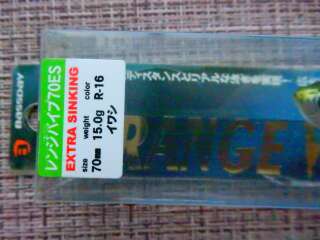 Bassday
レンジバイブ70ES
EXTRA SINKING
size weight color
70mm 15.0g R-16
イワシ
RANGE